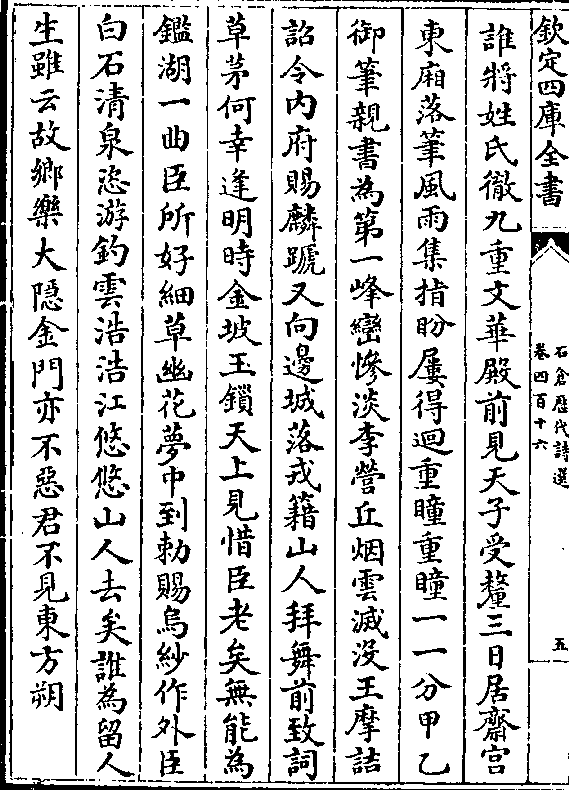 欽定四庫全書
石倉歷代詩選
卷四百十六
五
誰將姓氏徹九重文華殿前見天子受釐三日居齋宮
東廂落筆風雨集指盼屢得迴重瞳重瞳一一分甲乙
御筆親書為第一峰巒慘淡李營丘烟雲滅没王摩詰
詔令内府賜麟蹏又向邊城落戎籍山人拜舞前致詞
草茅何幸逢明時金坡玉鎖天上見惜臣老矣無能為
鑑湖一曲臣所好細草幽花夢中到勅賜烏紗作外臣
白石清泉恣游釣雲浩浩江悠悠山人去矣誰為留人
生雖云故鄉樂大隱金門亦不惡君不見東方朔